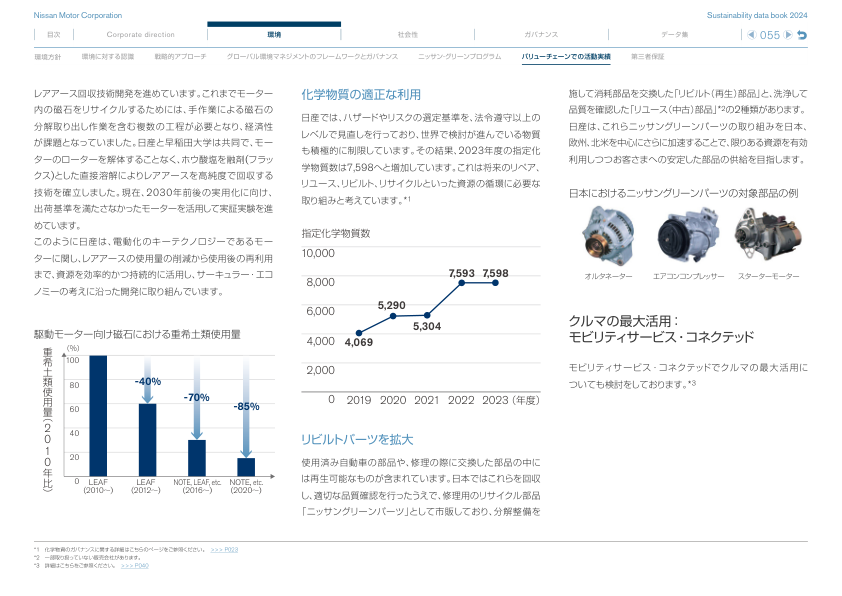 Nissan Motor Corporation
Sustainability data book 2024
目次
Corporate direction
環境
社会性
ガバナンス
データ集
055
環境方針
環境に対する認識
戦略的アプローチ
グローバル環境マネジメントのフレームワークとガバナンス
ニッサン・グリーンプログラム
バリューチェーンでの活動実績
第三者保証
レアアース回収技術開発を進めています。これまでモーター
内の磁石をリサイクルするためには、手作業による磁石の
分解取り出し作業を含む複数の工程が必要となり、経済性
が課題となっていました。日産と早稲田大学は共同で、モー
ターのローターを解体することなく、ホウ酸塩を融剤(フラッ
クス)とした直接溶解によりレアアースを高純度で回収する
技術を確立しました。現在、2030年前後の実用化に向け、
出荷基準を満たさなかったモーターを活用して実証実験を進
めています。
このように日産は、電動化のキーテクノロジーであるモー
ターに関し、レアアースの使用量の削減から使用後の再利用
まで、資源を効率的かつ持続的に活用し、サーキュラー・エコ
ノミーの考えに沿った開発に取り組んでいます。
駆動モーター向け磁石における重希土類使用量
重希土類使用量(2010年比)
(%)
100
80
60
40
20
0
-40%
-70%
-85%
LEAF
(2010〜)
LEAF
(2012〜)
NOTE, LEAF, etc.
(2016〜)
NOTE, etc.
(2020〜)
化学物質の適正な利用
日産では、ハザードやリスクの選定基準を、法令遵守以上の
レベルで見直しを行っており、世界で検討が進んでいる物質
も積極的に制限しています。その結果、2023年度の指定化
学物質数は7,598へと増加しています。これは将来のリペア、
リユース、リビルト、リサイクルといった資源の循環に必要な
取り組みと考えています。*1
指定化学物質数
10,000
8,000
6,000
4,000
2,000
0
4,069
5,290
5,304
7,593
7,598
2019
2020
2021
2022
2023
(年度)
リビルトパーツを拡大
使用済み自動車の部品や、修理の際に交換した部品の中に
は再生可能なものが含まれています。日本ではこれらを回収
し、適切な品質確認を行ったうえで、修理用のリサイクル部品
「ニッサングリーンパーツ」として市販しており、分解整備を
施して消耗部品を交換した「リビルト(再生)部品」と、洗浄して
品質を確認した「リユース(中古)部品」*2の2種類があります。
日産は、これらニッサングリーンパーツの取り組みを日本、
欧州、北米を中心にさらに加速することで、限りある資源を有効
利用しつつお客さまへの安定した部品の供給を目指します。
日本におけるニッサングリーンパーツの対象部品の例
オルタネーター
エアコンコンプレッサー
スターターモーター
クルマの最大活用:
モビリティサービス・コネクテッド
モビリティサービス・コネクテッドでクルマの最大活用に
ついても検討をしております。*3
*1 化学物質のガバナンスに関する詳細はこちらのページをご参照ください。 >>> P023
*2 一部取り扱っていない販売会社があります。
*3 詳細はこちらをご参照ください。 >>> P040